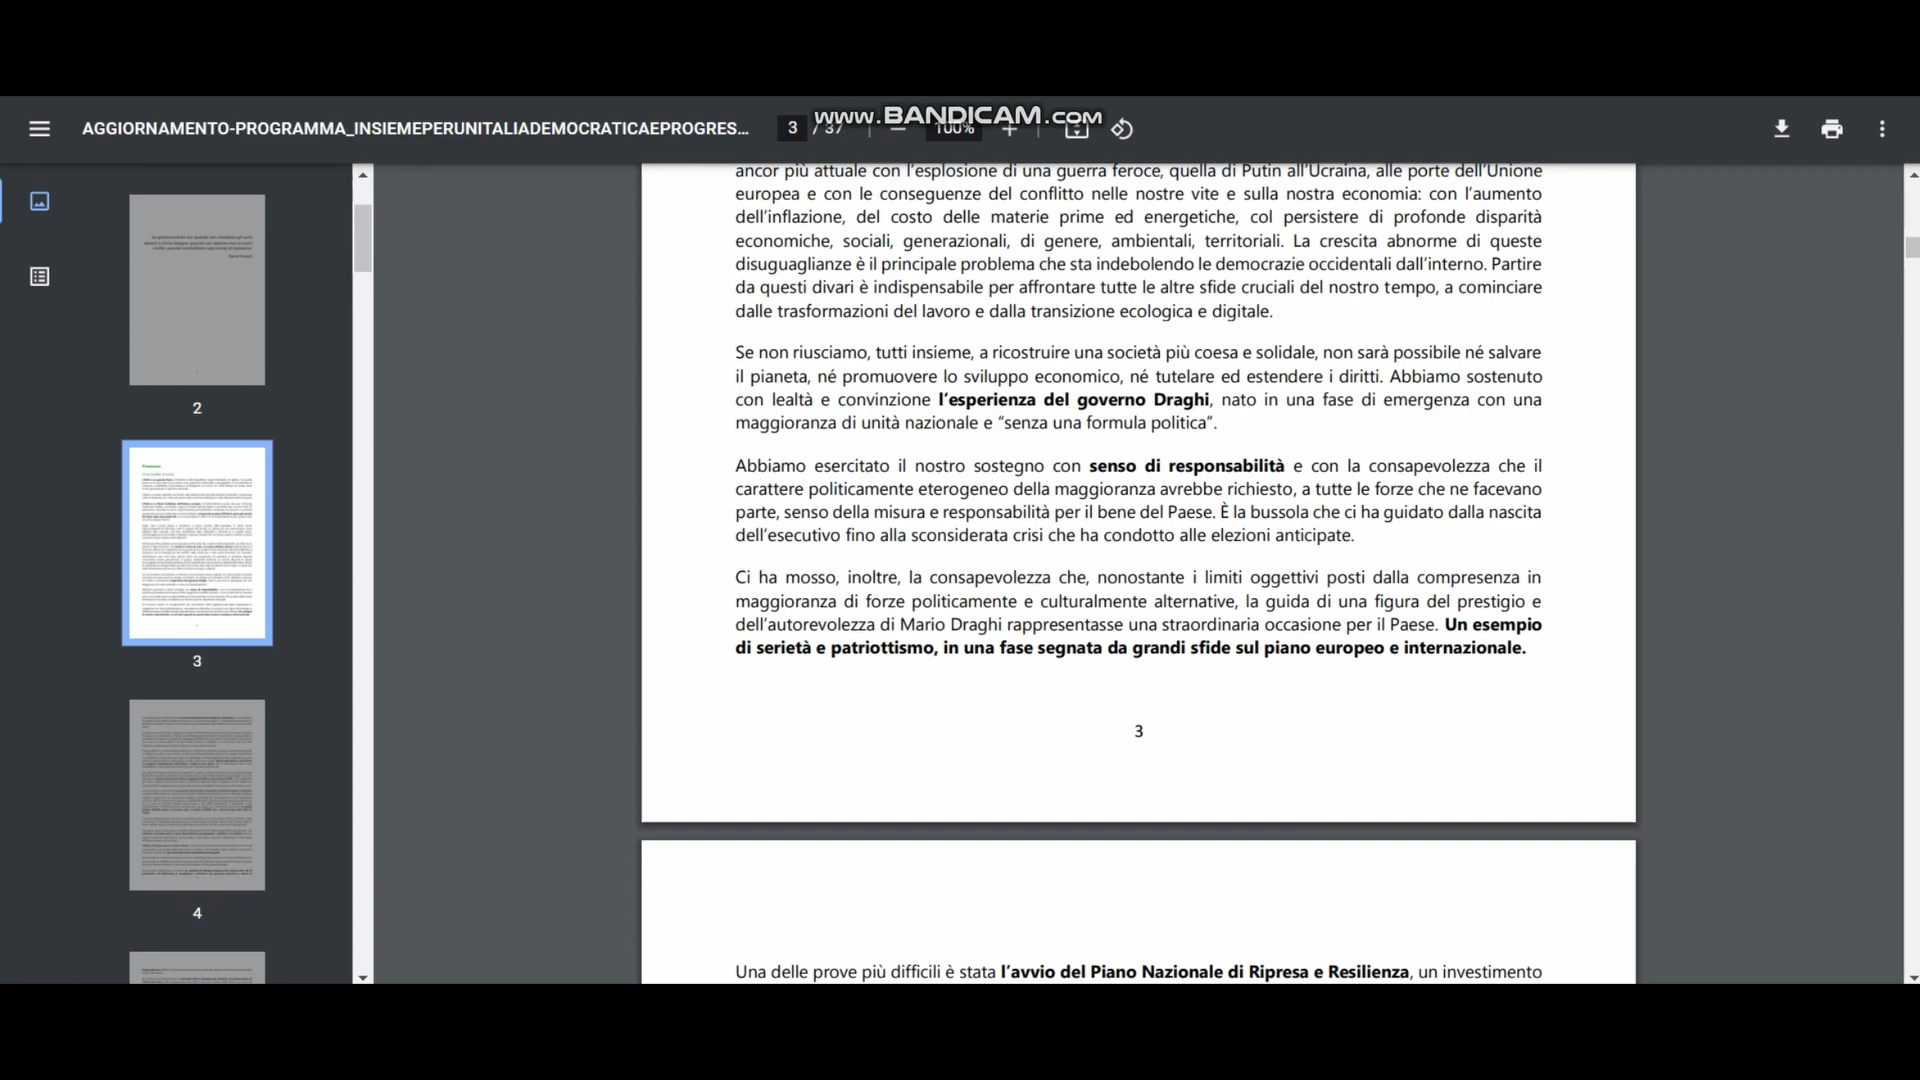 www.BANDICAM.com
AGGIORNAMENTO-PROGRAMMA_INSIEMEPERUNITALIADEMOCRATICAEPROGRES...
3 / 37
100%
2
3
4
ancor più attuale con l’esplosione di una guerra feroce, quella di Putin all’Ucraina, alle porte dell’Unione
europea e con le conseguenze del conflitto nelle nostre vite e sulla nostra economia: con l’aumento
dell’inflazione, del costo delle materie prime ed energetiche, col persistere di profonde disparità
economiche, sociali, generazionali, di genere, ambientali, territoriali. La crescita abnorme di queste
disuguaglianze è il principale problema che sta indebolendo le democrazie occidentali dall’interno. Partire
da questi divari è indispensabile per affrontare tutte le altre sfide cruciali del nostro tempo, a cominciare
dalle trasformazioni del lavoro e dalla transizione ecologica e digitale.
Se non riusciamo, tutti insieme, a ricostruire una società più coesa e solidale, non sarà possibile né salvare
il pianeta, né promuovere lo sviluppo economico, né tutelare ed estendere i diritti. Abbiamo sostenuto
con lealtà e convinzione l’esperienza del governo Draghi, nato in una fase di emergenza con una
maggioranza di unità nazionale e “senza una formula politica”.
Abbiamo esercitato il nostro sostegno con senso di responsabilità e con la consapevolezza che il
carattere politicamente eterogeneo della maggioranza avrebbe richiesto, a tutte le forze che ne facevano
parte, senso della misura e responsabilità per il bene del Paese. È la bussola che ci ha guidato dalla nascita
dell’esecutivo fino alla sconsiderata crisi che ha condotto alle elezioni anticipate.
Ci ha mosso, inoltre, la consapevolezza che, nonostante i limiti oggettivi posti dalla compresenza in
maggioranza di forze politicamente e culturalmente alternative, la guida di una figura del prestigio e
dell’autorevolezza di Mario Draghi rappresentasse una straordinaria occasione per il Paese. Un esempio
di serietà e patriottismo, in una fase segnata da grandi sfide sul piano europeo e internazionale.
3
Una delle prove più difficili è stata l’avvio del Piano Nazionale di Ripresa e Resilienza, un investimento